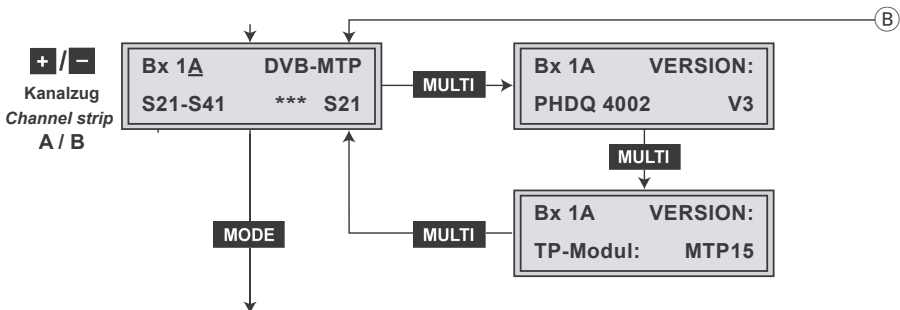 B
+ / −
Kanalzug
Channel strip
A / B
Bx 1A DVB-MTP
S21-S41 *** S21
MULTI
Bx 1A VERSION:
PHDQ 4002 V3
MULTI
Bx 1A VERSION:
TP-Modul: MTP15
MULTI
MODE